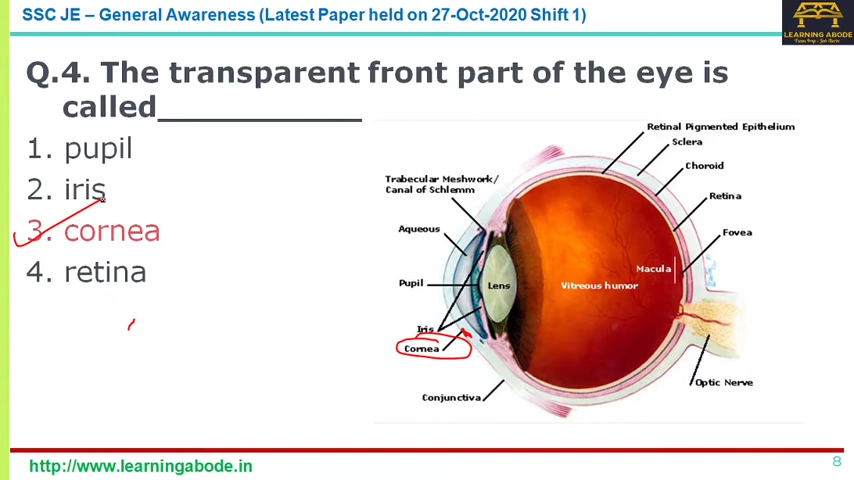 SSC JE – General Awareness (Latest Paper held on 27-Oct-2020 Shift 1)
LEARNING ABODE
Q.4. The transparent front part of the eye is
called____________
1. pupil
2. iris
3. cornea
4. retina
Retinal Pigmented Epithelium
Sclera
Choroid
Trabecular Meshwork/
Canal of Schlemm
Retina
Aqueous
Fovea
Macula
Pupil
Lens
Vitreous humor
Iris
Cornea
Optic Nerve
Conjunctiva
http://www.learningabode.in
8